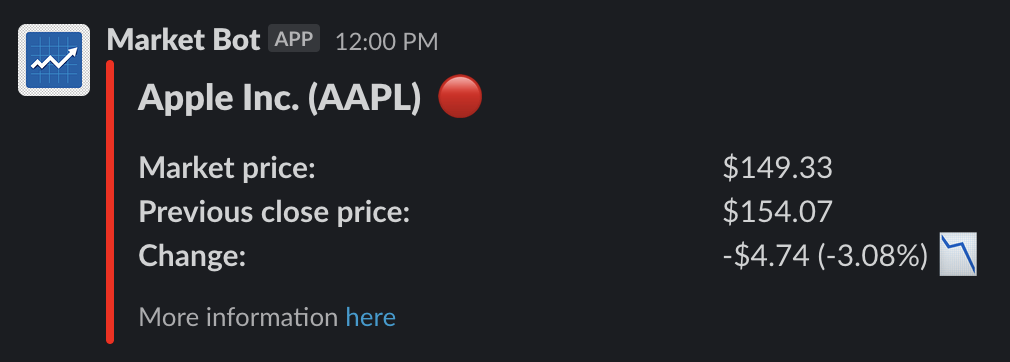 Market Bot APP 12:00 PM
Apple Inc. (AAPL)
Market price: $149.33
Previous close price: $154.07
Change: -$4.74 (-3.08%)
More information here